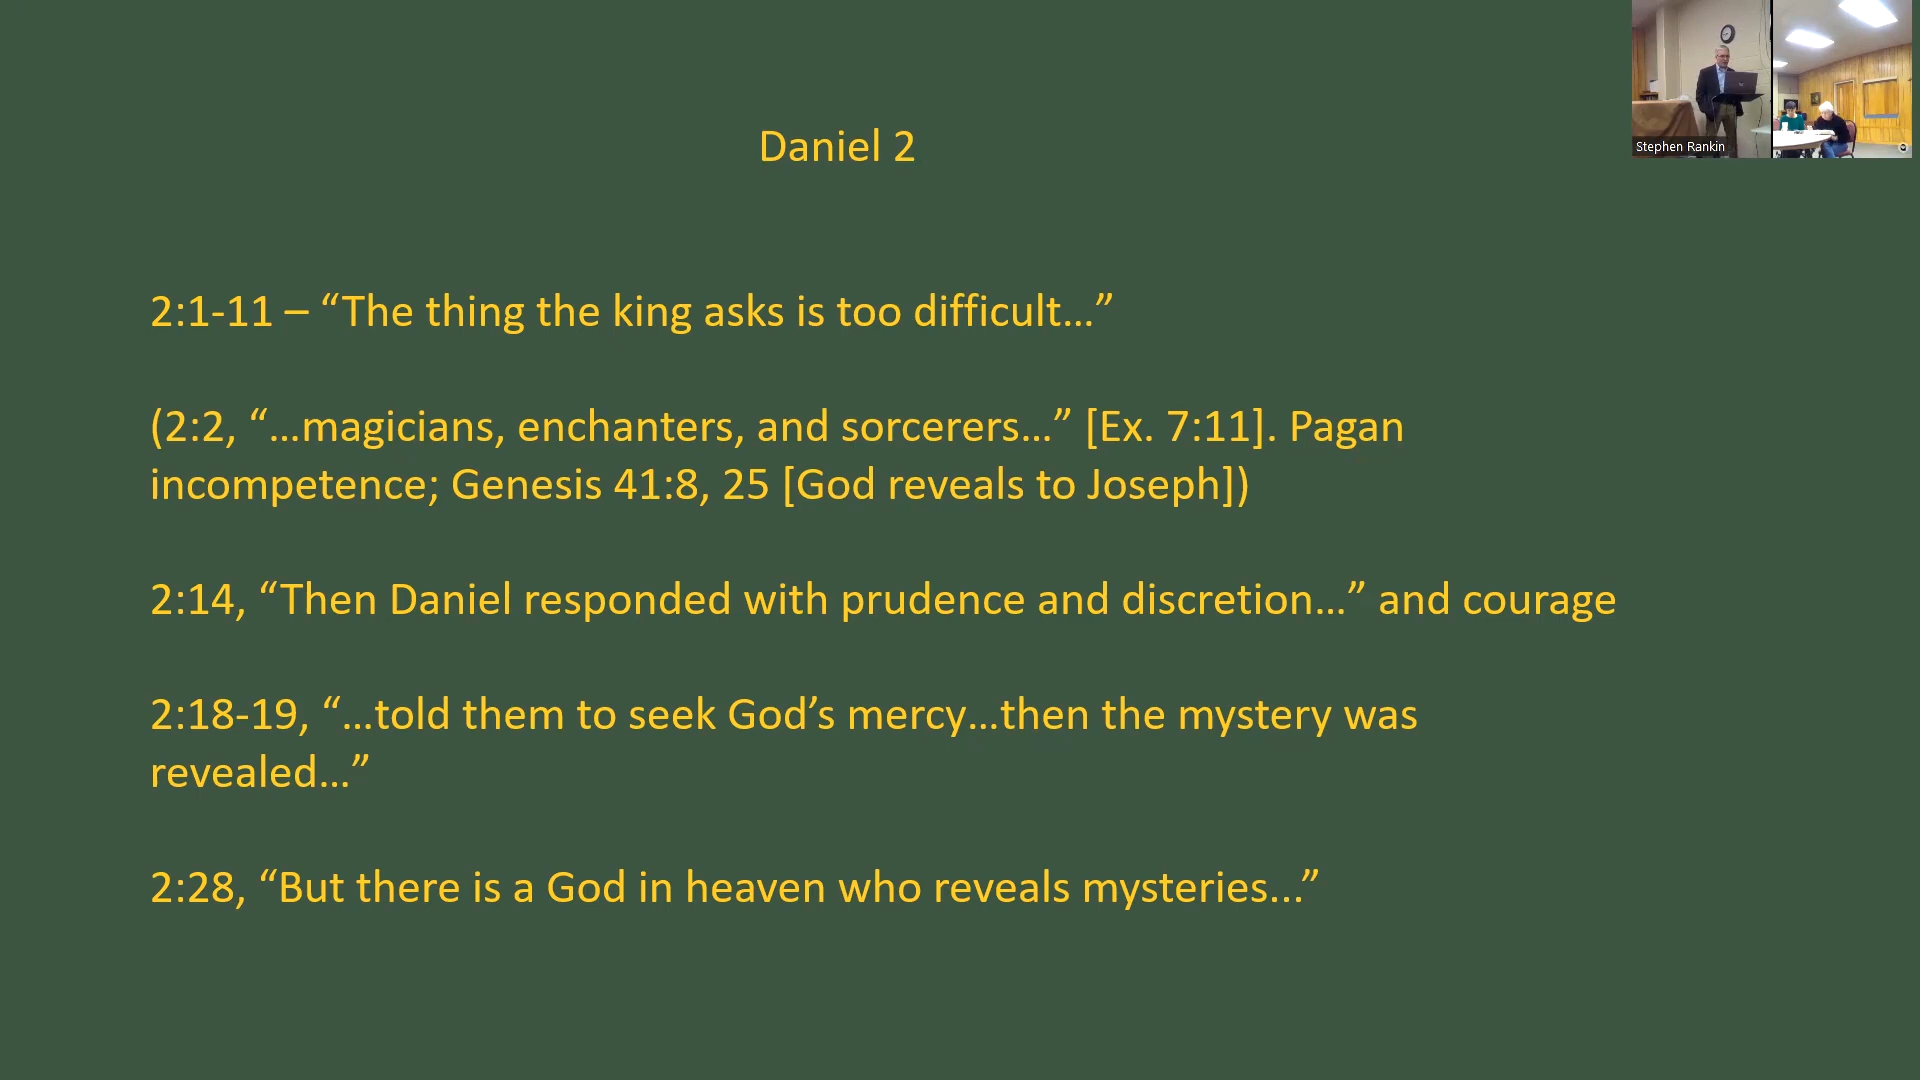 Stephen Rankin
Daniel 2
2:1-11 – “The thing the king asks is too difficult…”
(2:2, “…magicians, enchanters, and sorcerers…” [Ex. 7:11]. Pagan
incompetence; Genesis 41:8, 25 [God reveals to Joseph])
2:14, “Then Daniel responded with prudence and discretion…” and courage
2:18-19, “…told them to seek God’s mercy…then the mystery was
revealed…”
2:28, “But there is a God in heaven who reveals mysteries...”